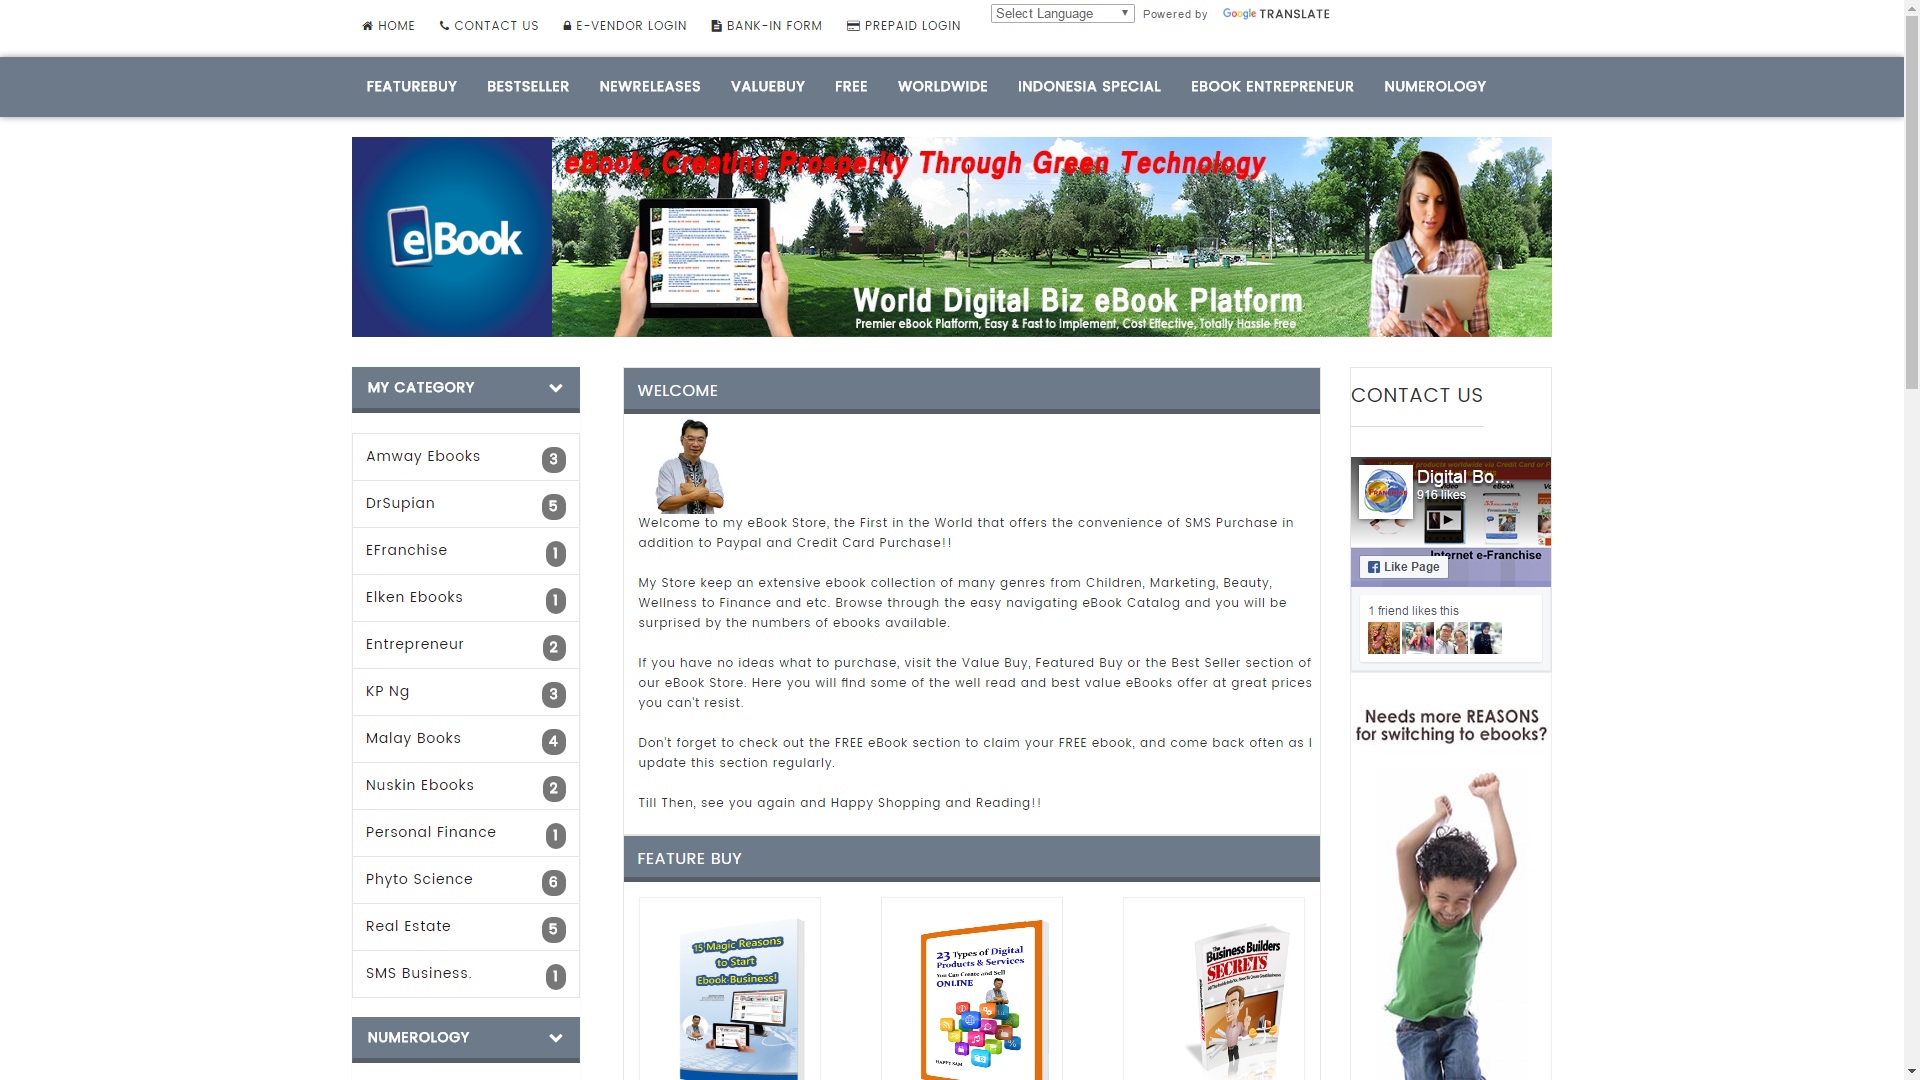 HOME
CONTACT US
E-VENDOR LOGIN
BANK-IN FORM
PREPAID LOGIN
Select Language
Powered by Google TRANSLATE
FEATUREBUY
BESTSELLER
NEWRELEASES
VALUEBUY
FREE
WORLDWIDE
INDONESIA SPECIAL
EBOOK ENTREPRENEUR
NUMEROLOGY
eBook
eBook, Creating Prosperity Through Green Technology
World Digital Biz eBook Platform
Premier eBook Platform, Easy & Fast to Implement, Cost Effective, Totally Hassle Free
MY CATEGORY
Amway Ebooks 3
DrSupian 5
EFranchise 1
Elken Ebooks 1
Entrepreneur 2
KP Ng 3
Malay Books 4
Nuskin Ebooks 2
Personal Finance 1
Phyto Science 6
Real Estate 5
SMS Business. 1
NUMEROLOGY
WELCOME
Welcome to my eBook Store, the First in the World that offers the convenience of SMS Purchase in
addition to Paypal and Credit Card Purchase!!
My Store keep an extensive ebook collection of many genres from Children, Marketing, Beauty,
Wellness to Finance and etc. Browse through the easy navigating eBook Catalog and you will be
surprised by the numbers of ebooks available.
If you have no ideas what to purchase, visit the Value Buy, Featured Buy or the Best Seller section of
our eBook Store. Here you will find some of the well read and best value eBooks offer at great prices
you can't resist.
Don't forget to check out the FREE eBook section to claim your FREE ebook, and come back often as I
update this section regularly.
Till Then, see you again and Happy Shopping and Reading!!
FEATURE BUY
15 Magic Reasons
to Start
Ebook Business!
23 Types of Digital
Products & Services
You Can Create and Sell
ONLINE
HAPPY SAM
The
Business Builders
SECRETS
CONTACT US
products worldwide via Credit Card or P
Digital Bo...
916 likes
eBook
FRANCHISE
Internet e-Franchise
Like Page
1 friend likes this
Needs more REASONS
for switching to ebooks?